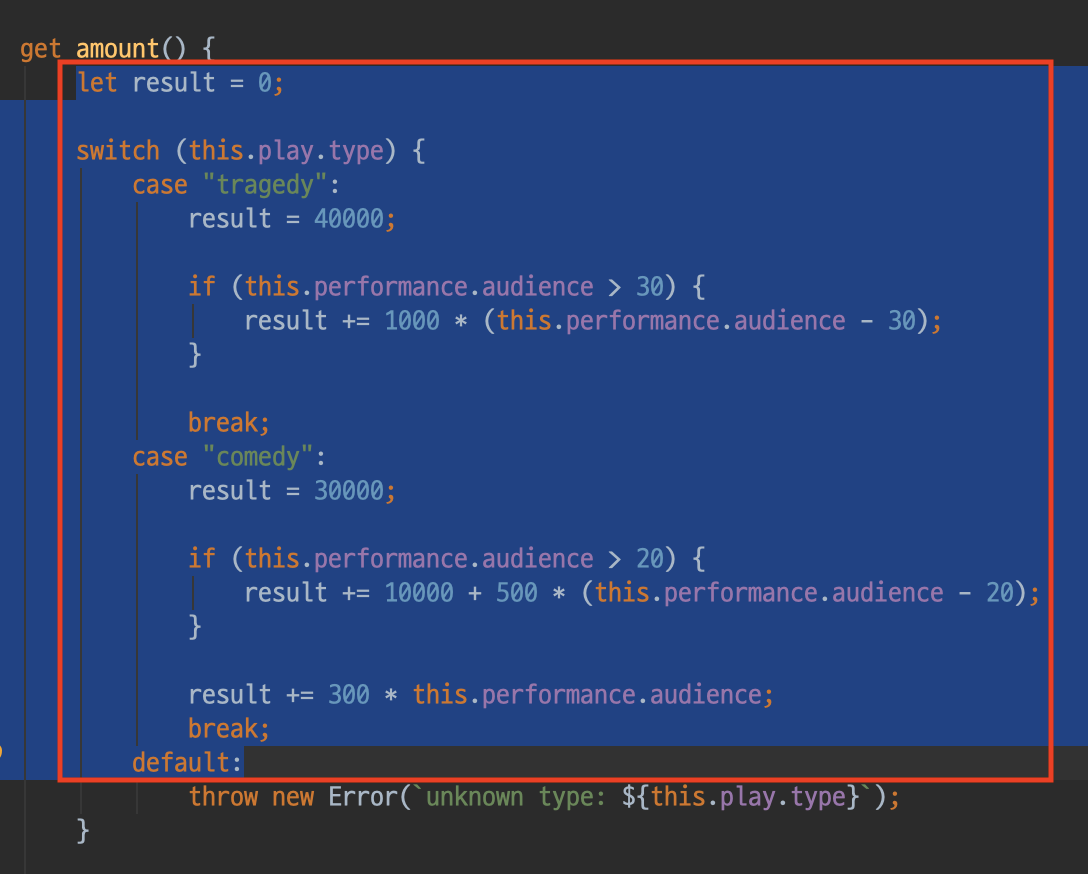 get amount() {
let result = 0;
switch (this.play.type) {
case "tragedy":
result = 40000;
if (this.performance.audience > 30) {
result += 1000 * (this.performance.audience - 30);
}
break;
case "comedy":
result = 30000;
if (this.performance.audience > 20) {
result += 10000 + 500 * (this.performance.audience - 20);
}
result += 300 * this.performance.audience;
break;
default:
throw new Error(`unknown type: ${this.play.type}`);
}